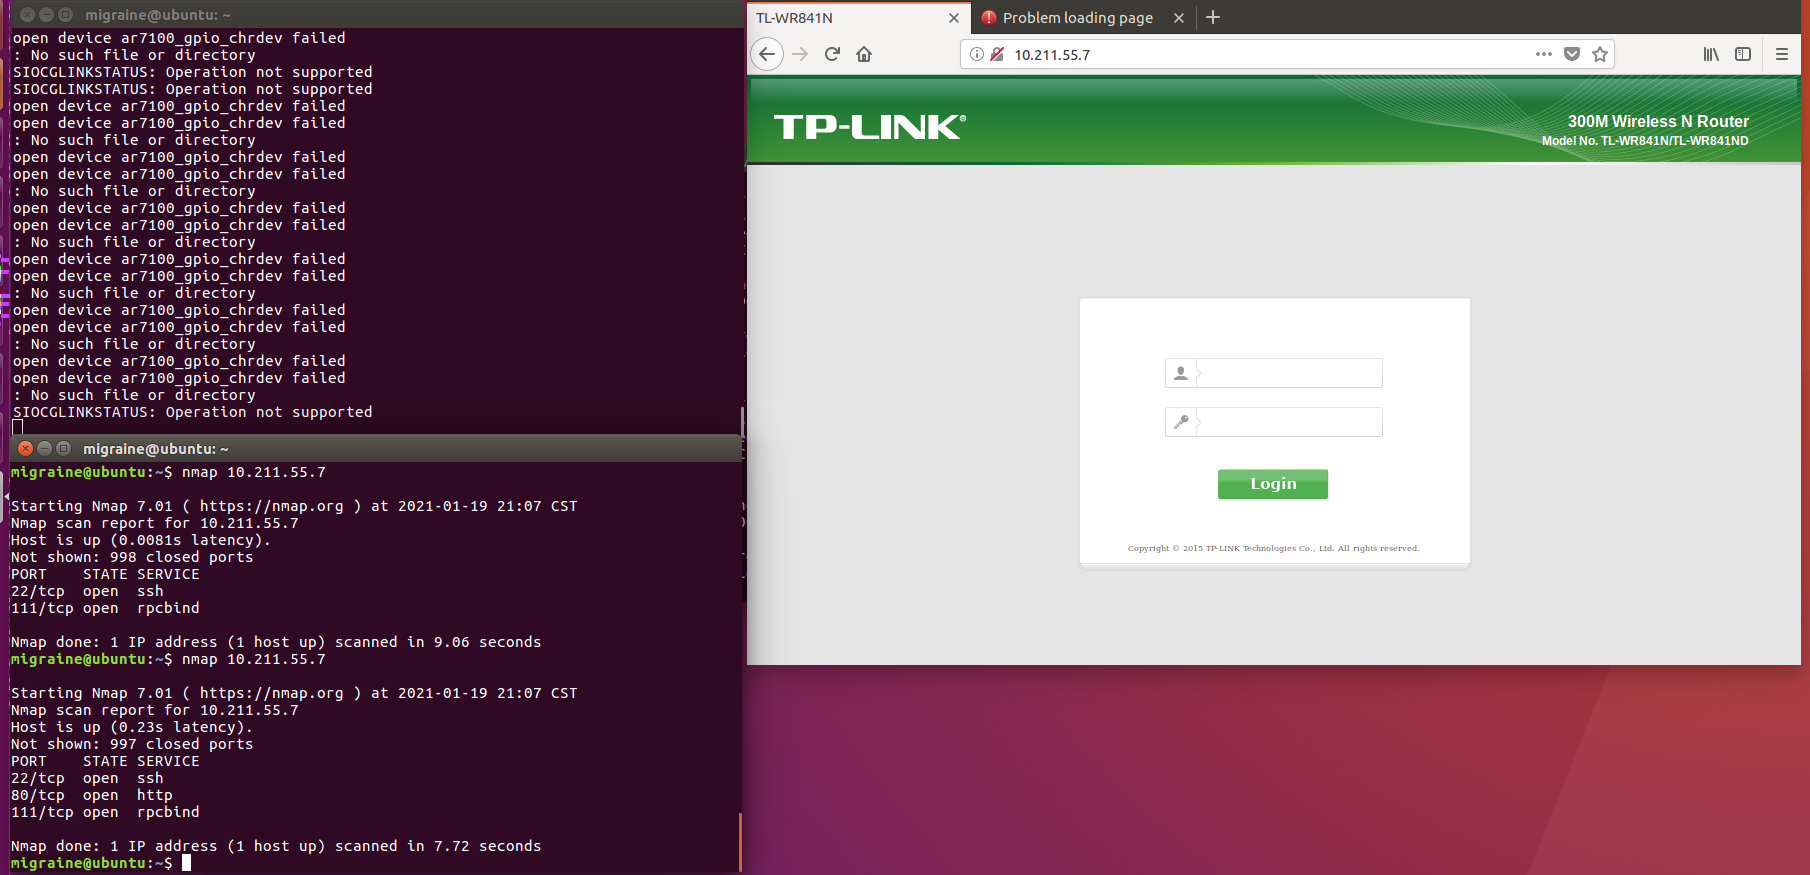 migraine@ubuntu: ~
open device ar7100_gpio_chrdev failed
: No such file or directory
SIOCGLINKSTATUS: Operation not supported
SIOCGLINKSTATUS: Operation not supported
open device ar7100_gpio_chrdev failed
open device ar7100_gpio_chrdev failed
: No such file or directory
open device ar7100_gpio_chrdev failed
open device ar7100_gpio_chrdev failed
: No such file or directory
open device ar7100_gpio_chrdev failed
open device ar7100_gpio_chrdev failed
: No such file or directory
open device ar7100_gpio_chrdev failed
open device ar7100_gpio_chrdev failed
: No such file or directory
open device ar7100_gpio_chrdev failed
open device ar7100_gpio_chrdev failed
: No such file or directory
open device ar7100_gpio_chrdev failed
open device ar7100_gpio_chrdev failed
: No such file or directory
SIOCGLINKSTATUS: Operation not supported
migraine@ubuntu: ~
migraine@ubuntu:~$ nmap 10.211.55.7
Starting Nmap 7.01 ( https://nmap.org ) at 2021-01-19 21:07 CST
Nmap scan report for 10.211.55.7
Host is up (0.0081s latency).
Not shown: 998 closed ports
PORT    STATE SERVICE
22/tcp  open  ssh
111/tcp open  rpcbind
Nmap done: 1 IP address (1 host up) scanned in 9.06 seconds
migraine@ubuntu:~$ nmap 10.211.55.7
Starting Nmap 7.01 ( https://nmap.org ) at 2021-01-19 21:07 CST
Nmap scan report for 10.211.55.7
Host is up (0.23s latency).
Not shown: 997 closed ports
PORT    STATE SERVICE
22/tcp  open  ssh
80/tcp  open  http
111/tcp open  rpcbind
Nmap done: 1 IP address (1 host up) scanned in 7.72 seconds
migraine@ubuntu:~$
TL-WR841N
Problem loading page
10.211.55.7
TP-LINK®
300M Wireless N Router
Model No. TL-WR841N/TL-WR841ND
Login
Copyright © 2015 TP-LINK Technologies Co., Ltd. All rights reserved.